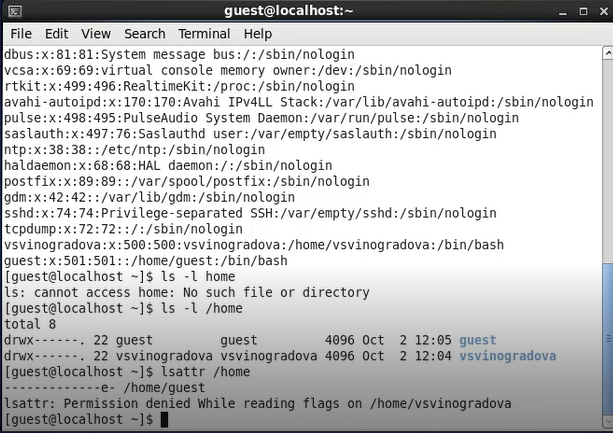 guest@localhost:~
File Edit View Search Terminal Help
dbus:x:81:81:System message bus:/:/sbin/nologin
vcsa:x:69:69:virtual console memory owner:/dev:/sbin/nologin
rtkit:x:499:496:RealtimeKit:/proc:/sbin/nologin
avahi-autoipd:x:170:170:Avahi IPv4LL Stack:/var/lib/avahi-autoipd:/sbin/nologin
pulse:x:498:495:PulseAudio System Daemon:/var/run/pulse:/sbin/nologin
saslauth:x:497:76:Saslauthd user:/var/empty/saslauth:/sbin/nologin
ntp:x:38:38::/etc/ntp:/sbin/nologin
haldaemon:x:68:68:HAL daemon:/:/sbin/nologin
postfix:x:89:89::/var/spool/postfix:/sbin/nologin
gdm:x:42:42::/var/lib/gdm:/sbin/nologin
sshd:x:74:74:Privilege-separated SSH:/var/empty/sshd:/sbin/nologin
tcpdump:x:72:72::/:/sbin/nologin
vsvinogradova:x:500:500:vsvinogradova:/home/vsvinogradova:/bin/bash
guest:x:501:501::/home/guest:/bin/bash
[guest@localhost ~]$ ls -l home
ls: cannot access home: No such file or directory
[guest@localhost ~]$ ls -l /home
total 8
drwx------. 22 guest         guest         4096 Oct  2 12:05 guest
drwx------. 22 vsvinogradova vsvinogradova 4096 Oct  2 12:04 vsvinogradova
[guest@localhost ~]$ lsattr /home
-------------e- /home/guest
lsattr: Permission denied While reading flags on /home/vsvinogradova
[guest@localhost ~]$